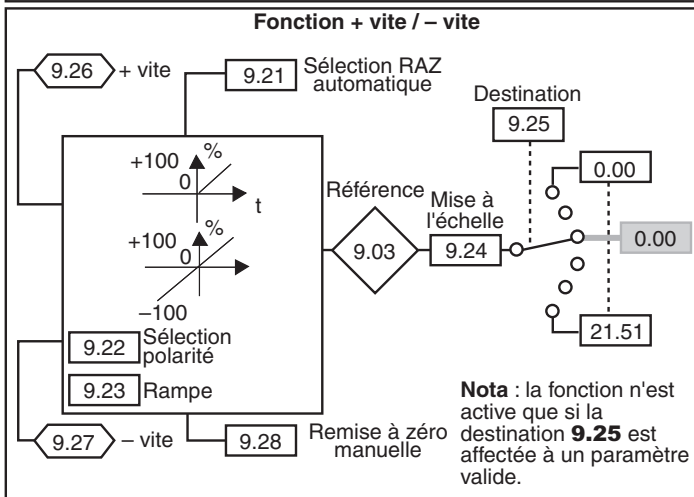 Fonction + vite / – vite
9.26
+ vite
9.21
Sélection RAZ
automatique
Destination
9.25
+100
%
0
t
+100
%
0
–100
Référence
9.03
Mise à
l'échelle
9.24
0.00
0.00
21.51
9.22
Sélection
polarité
9.23
Rampe
9.27
– vite
9.28
Remise à zéro
manuelle
Nota : la fonction n'est
active que si la
destination 9.25 est
affectée à un paramètre
valide.